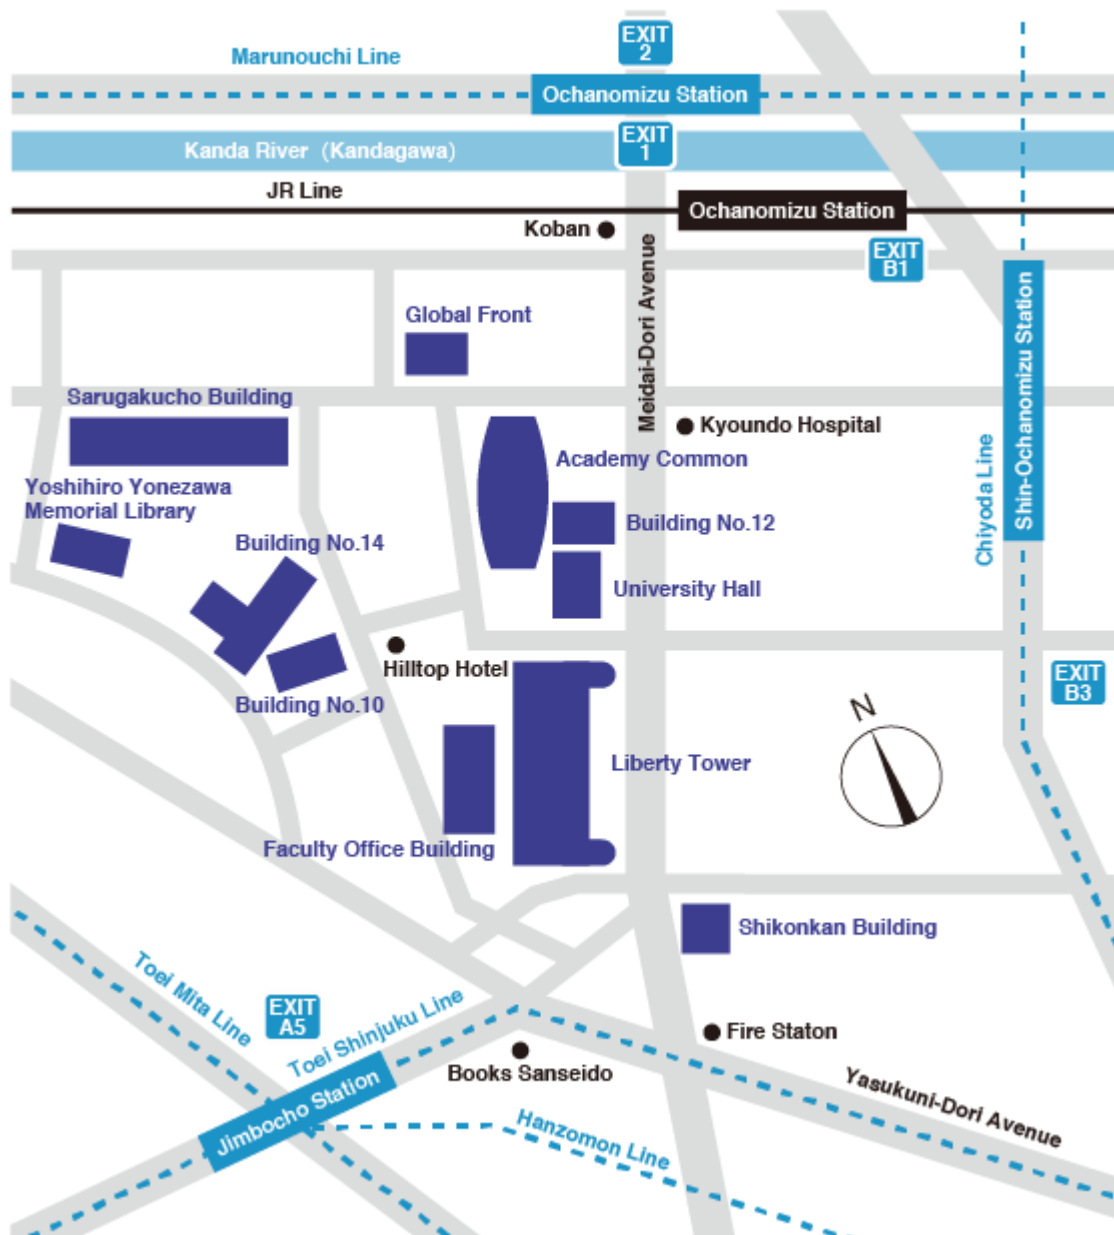 EXIT
2
Marunouchi Line
Ochanomizu Station
EXIT
1
Kanda River (Kandagawa)
JR Line
Ochanomizu Station
Koban
EXIT
B1
Meidai-Dori Avenue
Shin-Ochanomizu Station
Global Front
Sarugakucho Building
Kyoundo Hospital
Academy Common
Chiyoda Line
Yoshihiro Yonezawa
Memorial Library
Building No.12
Building No.14
University Hall
Hilltop Hotel
EXIT
B3
Building No.10
N
Liberty Tower
Faculty Office Building
Shikonkan Building
Toei Mita Line
EXIT
A5
Toei Shinjuku Line
Fire Staton
Books Sanseido
Jimbocho Station
Yasukuni-Dori Avenue
Hanzomon Line